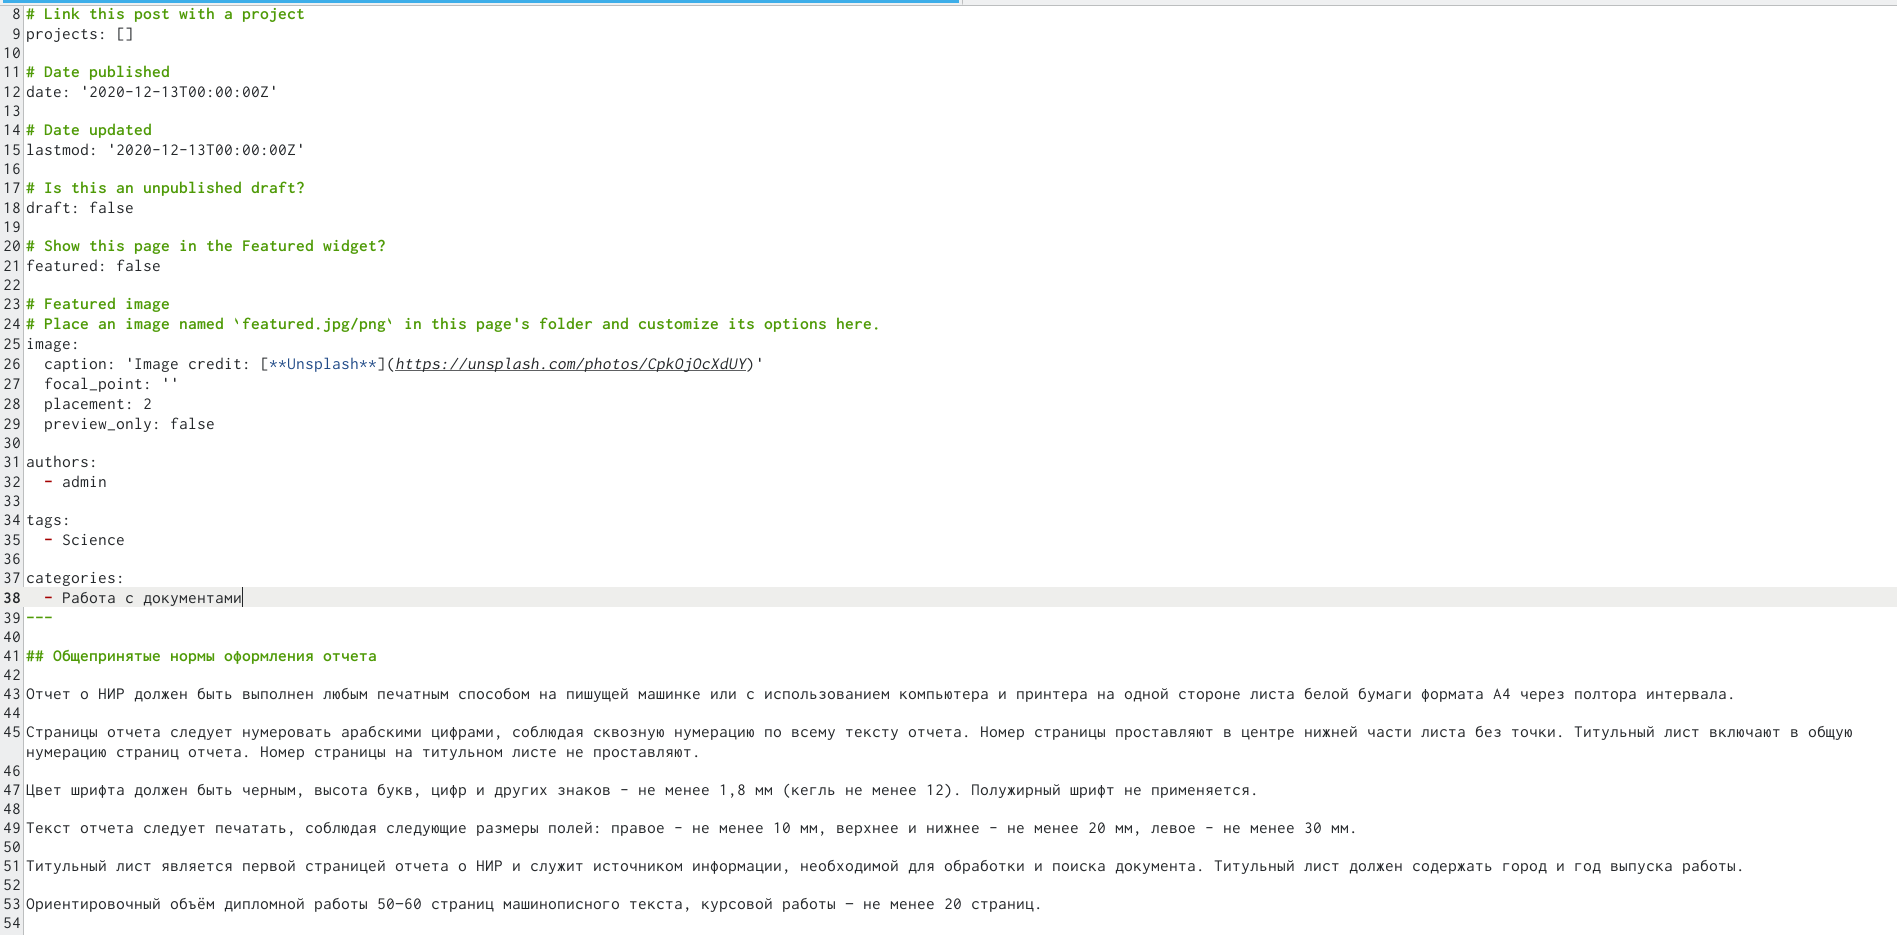 8 # Link this post with a project
9 projects: []
10
11 # Date published
12 date: '2020-12-13T00:00:00Z'
13
14 # Date updated
15 lastmod: '2020-12-13T00:00:00Z'
16
17 # Is this an unpublished draft?
18 draft: false
19
20 # Show this page in the Featured widget?
21 featured: false
22
23 # Featured image
24 # Place an image named `featured.jpg/png` in this page's folder and customize its options here.
25 image:
26   caption: 'Image credit: [**Unsplash**](https://unsplash.com/photos/CpkOjOcXdUY)'
27   focal_point: ''
28   placement: 2
29   preview_only: false
30
31 authors:
32   - admin
33
34 tags:
35   - Science
36
37 categories:
38   - Работа с документами
39 ---
40
41 ## Общепринятые нормы оформления отчета
42
43 Отчет о НИР должен быть выполнен любым печатным способом на пишущей машинке или с использованием компьютера и принтера на одной стороне листа белой бумаги формата А4 через полтора интервала.
44
45 Страницы отчета следует нумеровать арабскими цифрами, соблюдая сквозную нумерацию по всему тексту отчета. Номер страницы проставляют в центре нижней части листа без точки. Титульный лист включают в общую
нумерацию страниц отчета. Номер страницы на титульном листе не проставляют.
46
47 Цвет шрифта должен быть черным, высота букв, цифр и других знаков - не менее 1,8 мм (кегль не менее 12). Полужирный шрифт не применяется.
48
49 Текст отчета следует печатать, соблюдая следующие размеры полей: правое - не менее 10 мм, верхнее и нижнее - не менее 20 мм, левое - не менее 30 мм.
50
51 Титульный лист является первой страницей отчета о НИР и служит источником информации, необходимой для обработки и поиска документа. Титульный лист должен содержать город и год выпуска работы.
52
53 Ориентировочный объём дипломной работы 50—60 страниц машинописного текста, курсовой работы — не менее 20 страниц.
54